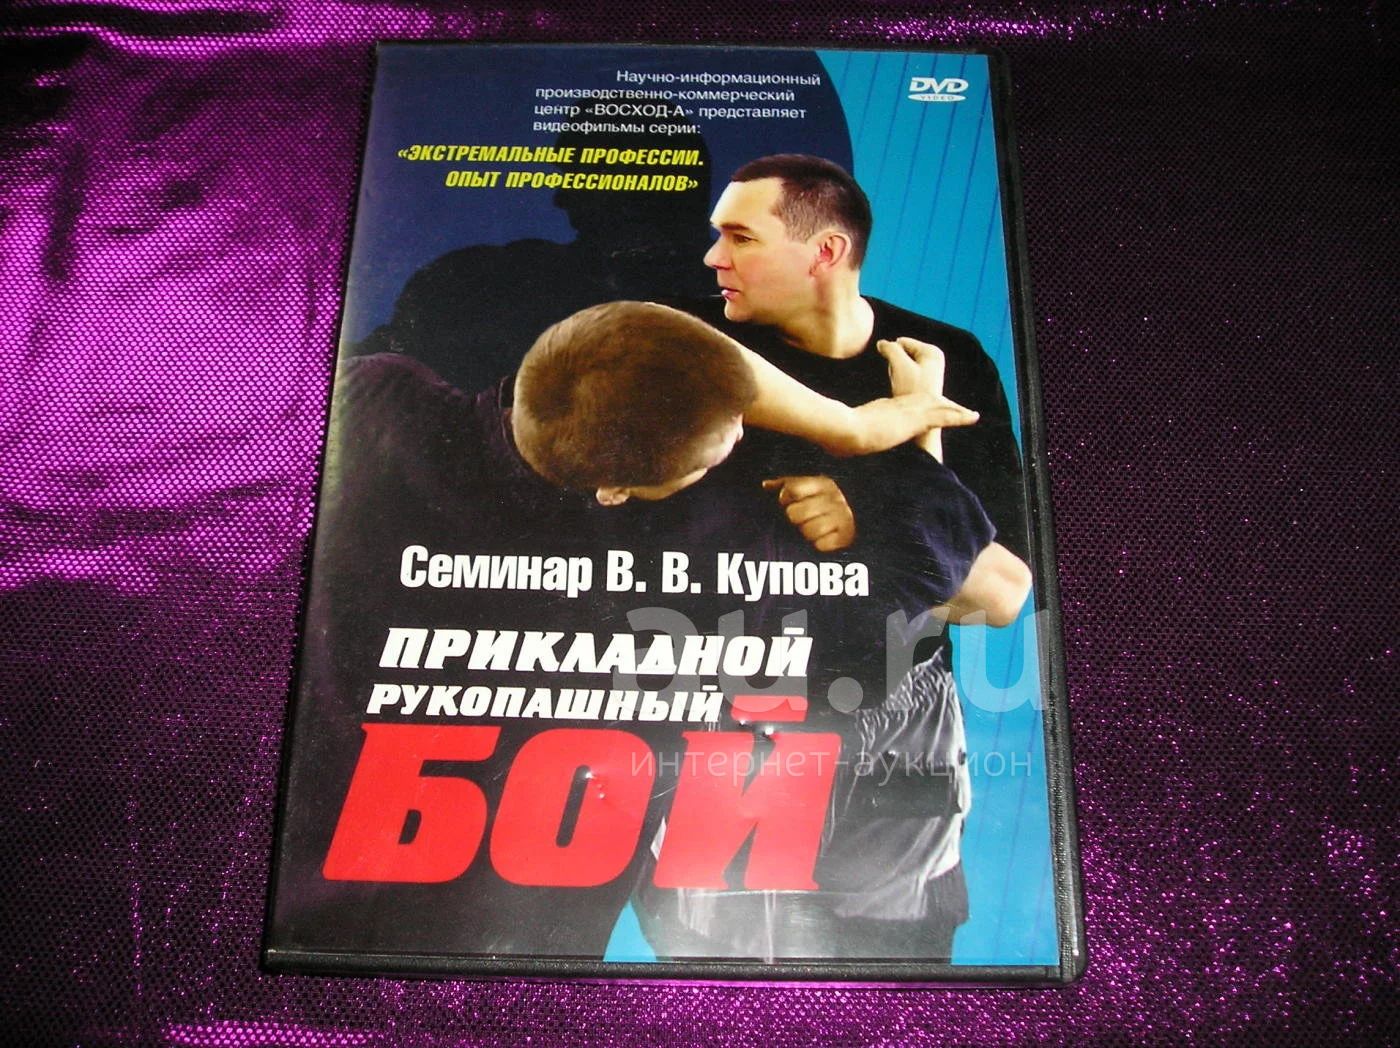 Научно-информационный
производственно-коммерческий
центр «ВОСХОД-А» представляет
видеофильмы серии:
«ЭКСТРЕМАЛЬНЫЕ ПРОФЕССИИ.
ОПЫТ ПРОФЕССИОНАЛОВ»
DVD
VIDEO
Семинар В. В. Купова
ПРИКЛАДНОЙ
РУКОПАШНЫЙ
БОЙ
au.ru
интернет-аукцион